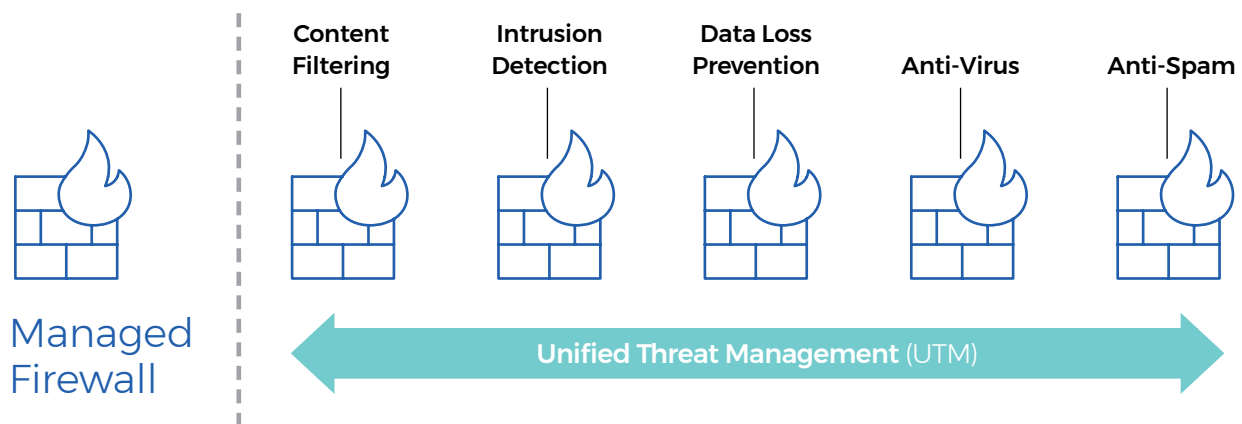 Content
Filtering
Intrusion
Detection
Data Loss
Prevention
Anti-Virus
Anti-Spam
Managed
Firewall
Unified Threat Management (UTM)